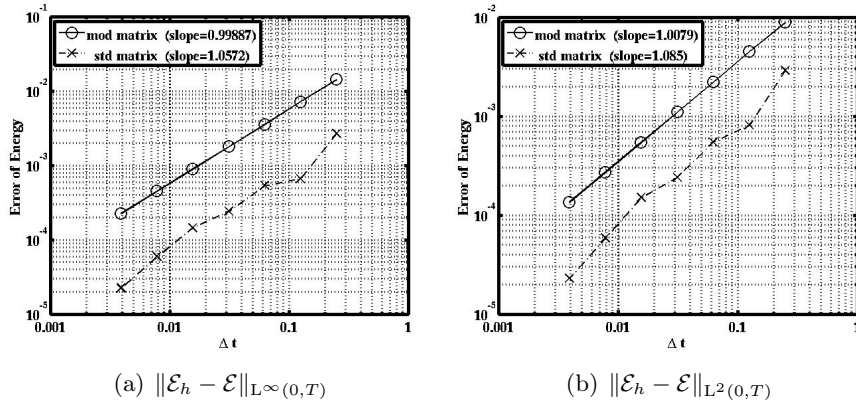 10^-1
mod matrix (slope=0.99887)
std matrix (slope=1.0572)
10^-2
10^-3
10^-4
10^-5
Error of Energy
0.001 0.01 0.1 1
Δ t
(a) ‖ℰ_h − ℰ‖_{L^∞(0,T)}
10^-2
mod matrix (slope=1.0079)
std matrix (slope=1.085)
10^-3
10^-4
10^-5
Error of Energy
0.001 0.01 0.1 1
Δ t
(b) ‖ℰ_h − ℰ‖_{L^2(0,T)}